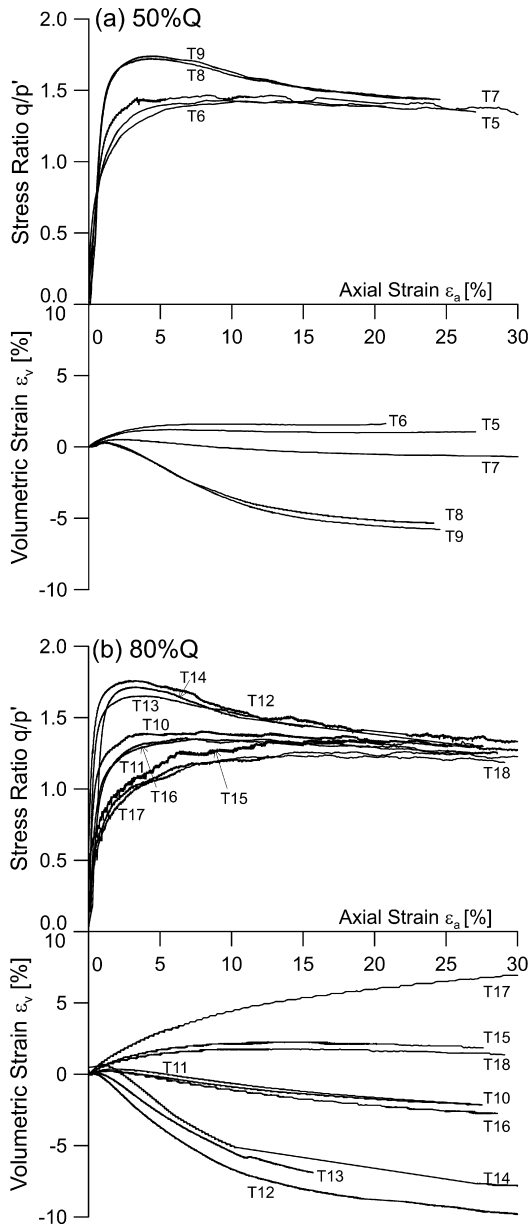 (a) 50%Q
2.0
1.5
1.0
0.0
Stress Ratio q/p'
T9
T8
T6
T7
T5
Axial Strain εa [%]
0 5 10 15 20 25 30
10
5
0
-5
-10
Volumetric Strain εv [%]
T6
T5
T7
T8
T9
(b) 80%Q
2.0
1.5
1.0
0.5
0.0
Stress Ratio q/p'
T14
T13
T12
T10
T11
T16
T15
T17
T18
Axial Strain εa [%]
0 5 10 15 20 25 30
10
5
0
-5
-10
Volumetric Strain εv [%]
T17
T15
T18
T11
T10
T16
T14
T13
T12